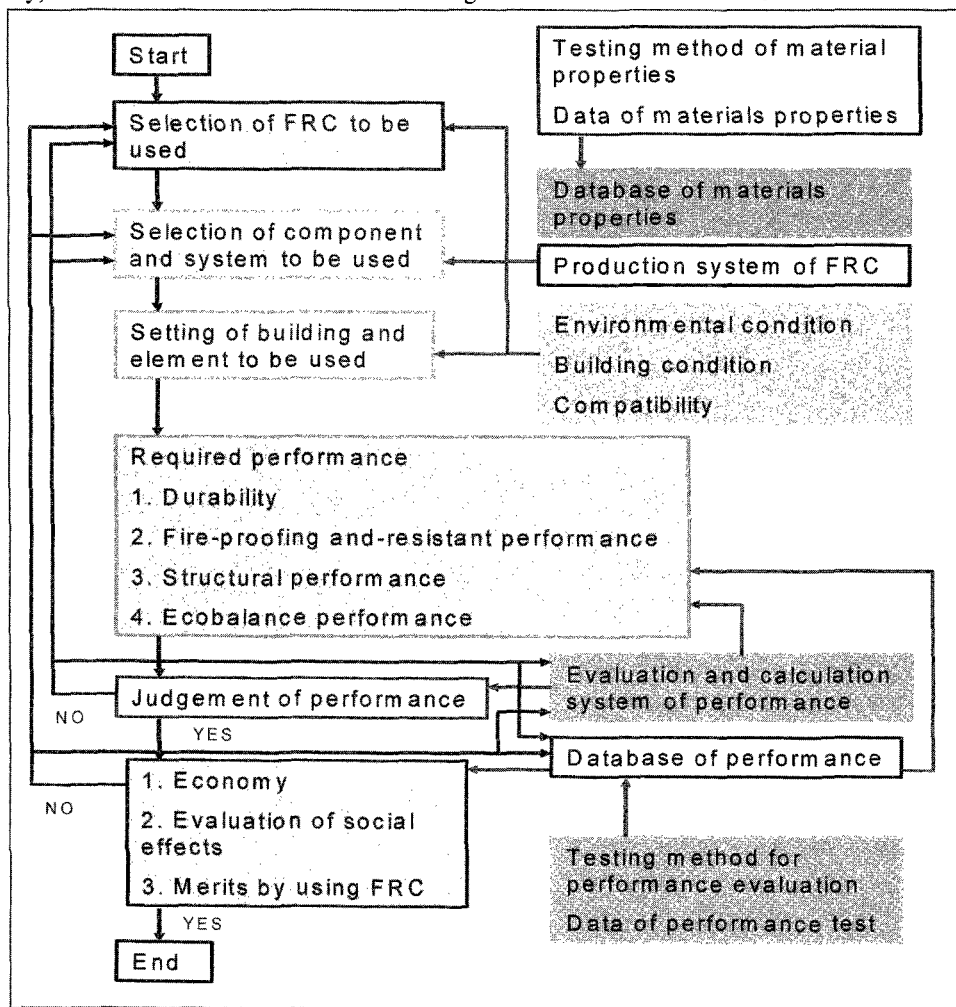 Start
Selection of FRC to be
used
Selection of component
and system to be used
Setting of building and
element to be used
Testing method of material
properties
Data of materials properties
Database of materials
properties
Production system of FRC
Environmental condition
Building condition
Compatibility
Required performance
1. Durability
2. Fire-proofing and-resistant performance
3. Structural performance
4. Ecobalance performance
Judgement of performance
NO
YES
Evaluation and calculation
system of performance
Database of performance
1. Economy
2. Evaluation of social
effects
3. Merits by using FRC
NO
YES
Testing method for
performance evaluation
Data of performance test
End